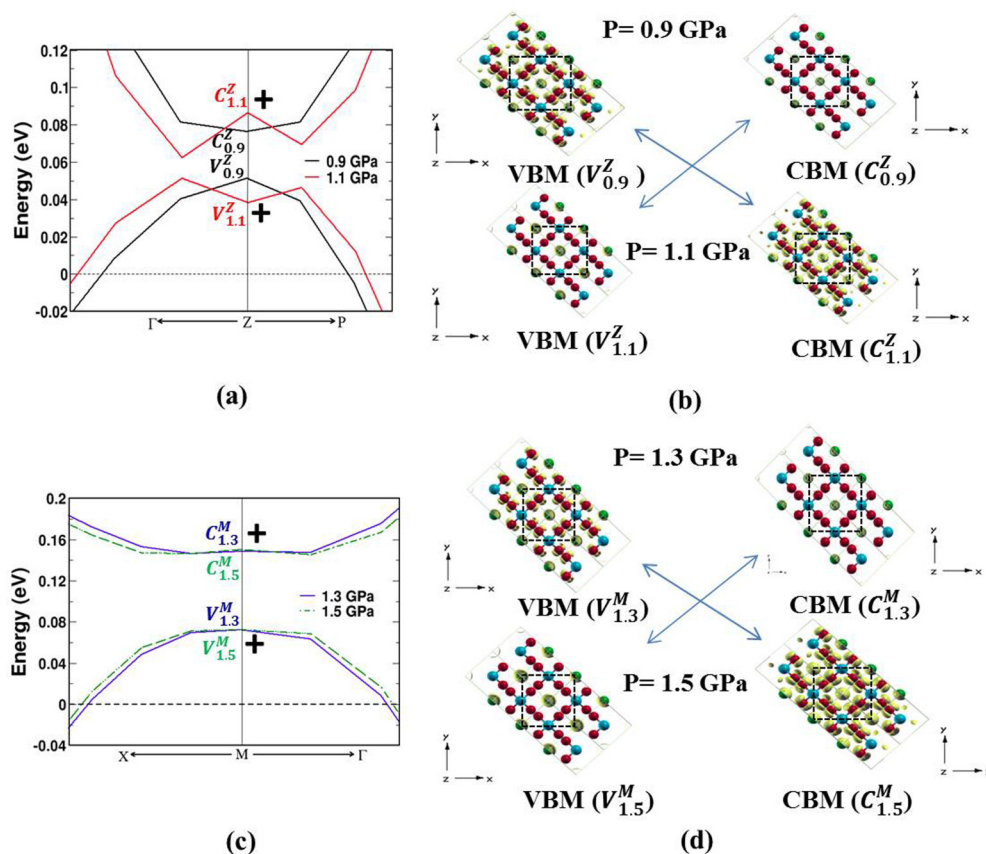 0.12
0.1
0.08
0.06
0.04
0.02
0
-0.02
Energy (eV)
C^Z_1.1
+
C^Z_0.9
V^Z_0.9
V^Z_1.1
+
0.9 GPa
1.1 GPa
Γ Z P
(a)
P= 0.9 GPa
Y
Z X
Y
Z X
VBM (V^Z_0.9)
CBM (C^Z_0.9)
P= 1.1 GPa
Y
Z X
Y
Z X
VBM (V^Z_1.1)
CBM (C^Z_1.1)
(b)
0.2
0.16
0.12
0.08
0.04
0
-0.04
Energy (eV)
C^M_1.3
+
C^M_1.5
V^M_1.3
V^M_1.5
+
1.3 GPa
1.5 GPa
X M Γ
(c)
P= 1.3 GPa
Y
Z X
Y
Z X
VBM (V^M_1.3)
CBM (C^M_1.3)
P= 1.5 GPa
Y
Z X
Y
Z
VBM (V^M_1.5)
CBM (C^M_1.5)
(d)